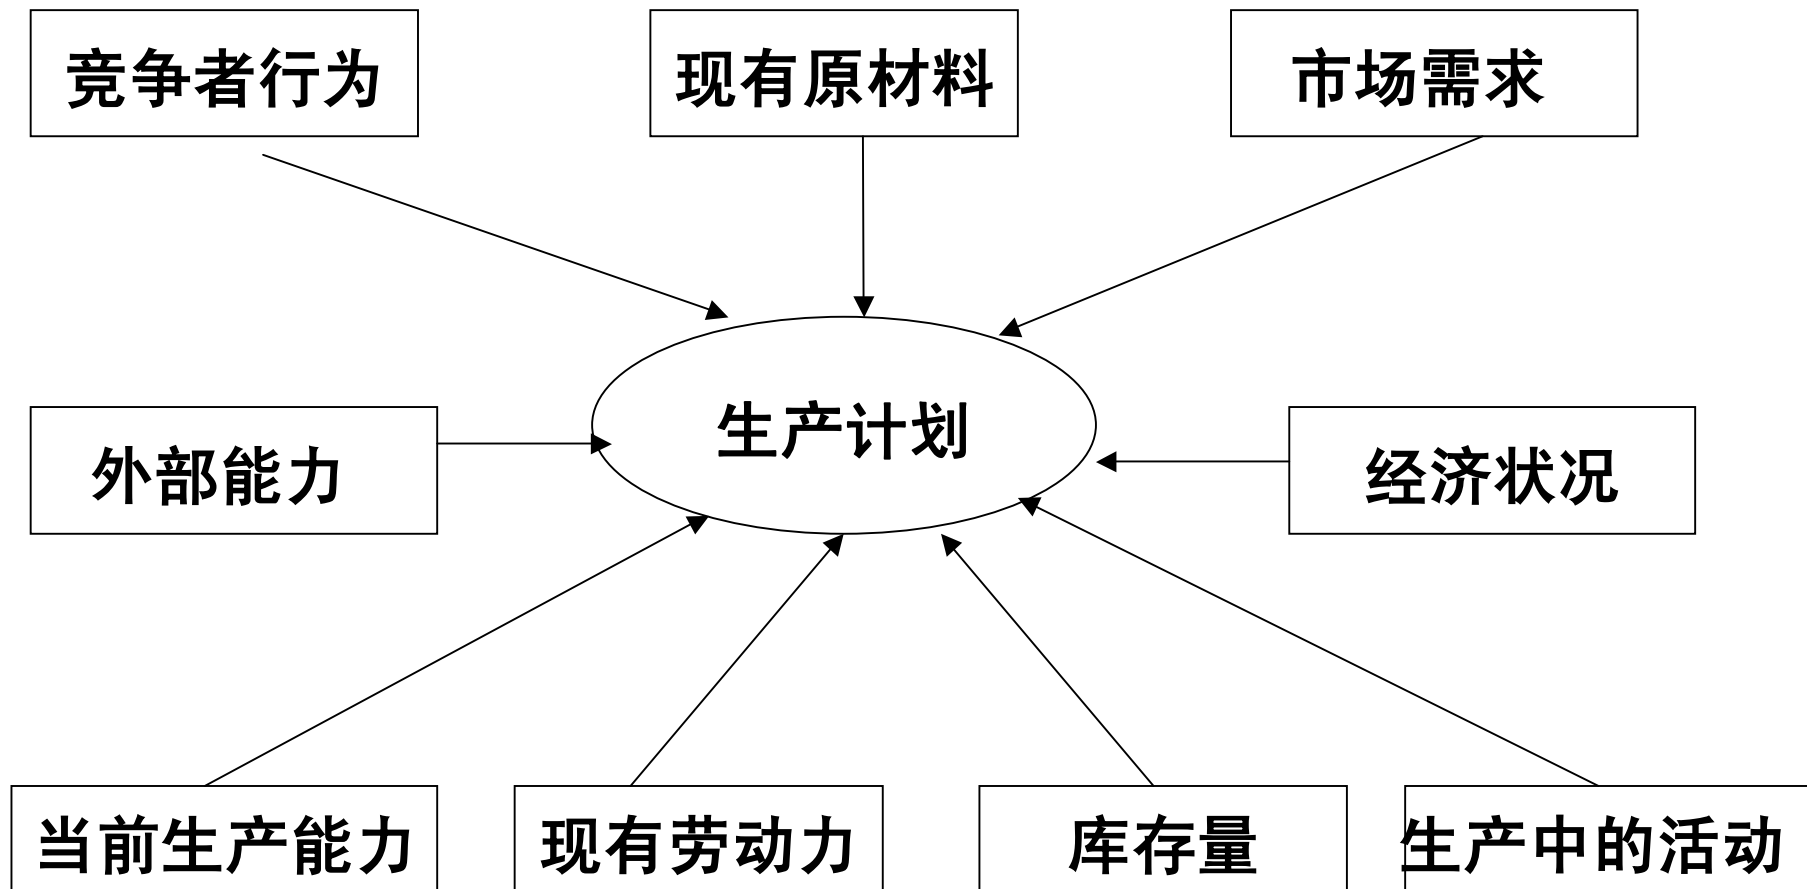 竞争者行为
现有原材料
市场需求
生产计划
外部能力
经济状况
当前生产能力
现有劳动力
库存量
生产中的活动